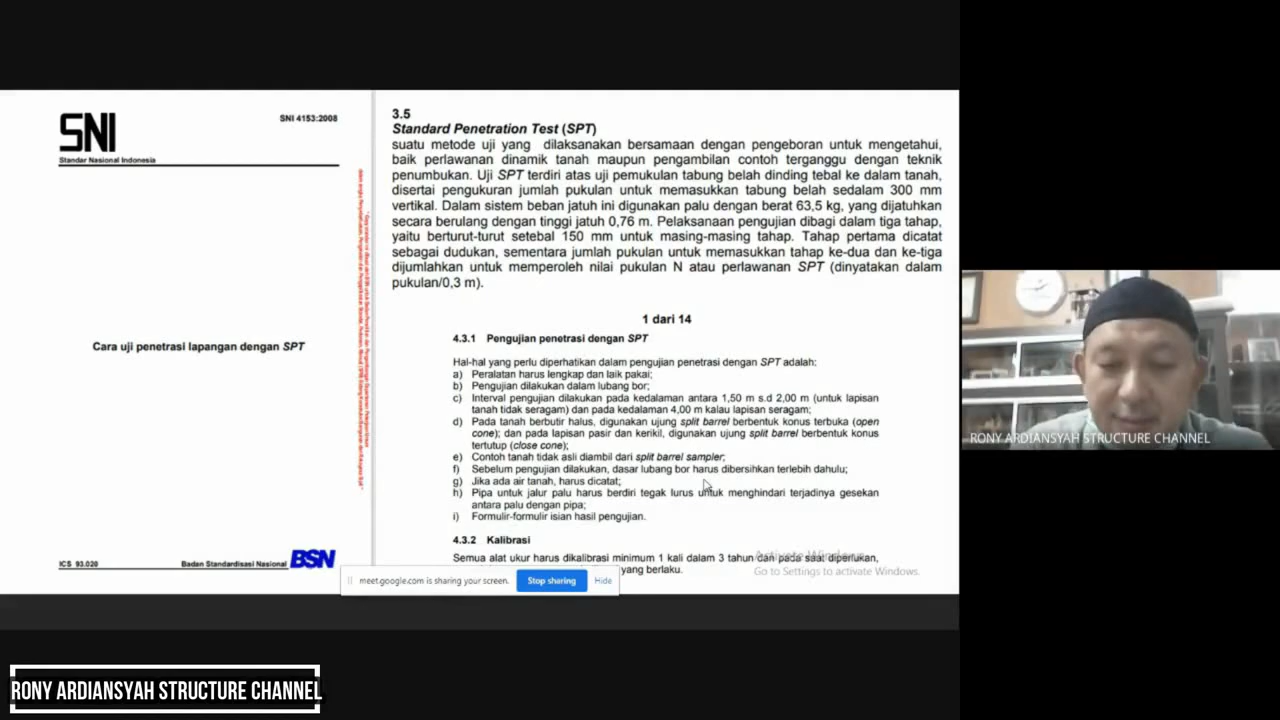 SNI
SNI 4153:2008
Standar Nasional Indonesia
Cara uji penetrasi lapangan dengan SPT
ICS 93.020
Badan Standardisasi Nasional
BSN
3.5
Standard Penetration Test (SPT)
suatu metode uji yang dilaksanakan bersamaan dengan pengeboran untuk mengetahui,
baik perlawanan dinamik tanah maupun pengambilan contoh terganggu dengan teknik
penumbukan. Uji SPT terdiri atas uji pemukulan tabung belah dinding tebal ke dalam tanah,
disertai pengukuran jumlah pukulan untuk memasukkan tabung belah sedalam 300 mm
vertikal. Dalam sistem beban jatuh ini digunakan palu dengan berat 63,5 kg, yang dijatuhkan
secara berulang dengan tinggi jatuh 0,76 m. Pelaksanaan pengujian dibagi dalam tiga tahap,
yaitu berturut-turut setebal 150 mm untuk masing-masing tahap. Tahap pertama dicatat
sebagai dudukan, sementara jumlah pukulan untuk memasukkan tahap ke-dua dan ke-tiga
dijumlahkan untuk memperoleh nilai pukulan N atau perlawanan SPT (dinyatakan dalam
pukulan/0,3 m).
1 dari 14
4.3.1 Pengujian penetrasi dengan SPT
Hal-hal yang perlu diperhatikan dalam pengujian penetrasi dengan SPT adalah;
a) Peralatan harus lengkap dan laik pakai;
b) Pengujian dilakukan dalam lubang bor;
c) Interval pengujian dilakukan pada kedalaman antara 1,50 m s.d 2,00 m (untuk lapisan
tanah tidak seragam) dan pada kedalaman 4,00 m kalau lapisan seragam;
d) Pada tanah berbutir halus, digunakan ujung split barrel berbentuk konus terbuka (open
cone); dan pada lapisan pasir dan kerikil, digunakan ujung split barrel berbentuk konus
tertutup (close cone);
e) Contoh tanah tidak asli diambil dari split barrel sampler;
f) Sebelum pengujian dilakukan, dasar lubang bor harus dibersihkan terlebih dahulu;
g) Jika ada air tanah, harus dicatat;
h) Pipa untuk jalur palu harus berdiri tegak lurus untuk menghindari terjadinya gesekan
antara palu dengan pipa;
i) Formulir-formulir isian hasil pengujian.
4.3.2 Kalibrasi
Semua alat ukur harus dikalibrasi minimum 1 kali dalam 3 tahun dan pada saat diperlukan,
yang berlaku.
Activate Windows
Go to Settings to activate Windows.
meet.google.com is sharing your screen.
Stop sharing
Hide
RONY ARDIANSYAH STRUCTURE CHANNEL
RONY ARDIANSYAH STRUCTURE CHANNEL